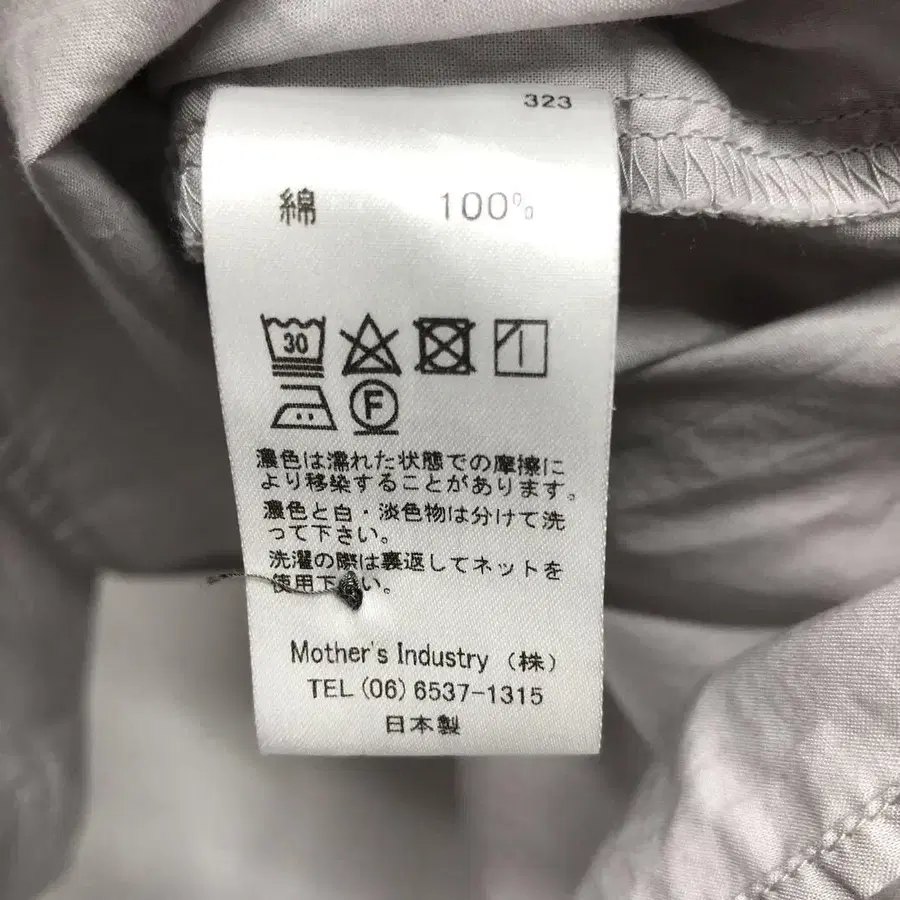 323
綿 100%
30
F
濃色は濡れた状態での摩擦に
より移染することがあります。
濃色と白・淡色物は分けて洗
って下さい。
洗濯の際は裏返してネットを
使用下さい。
Mother's Industry（株）
TEL(06)6537-1315
日本製